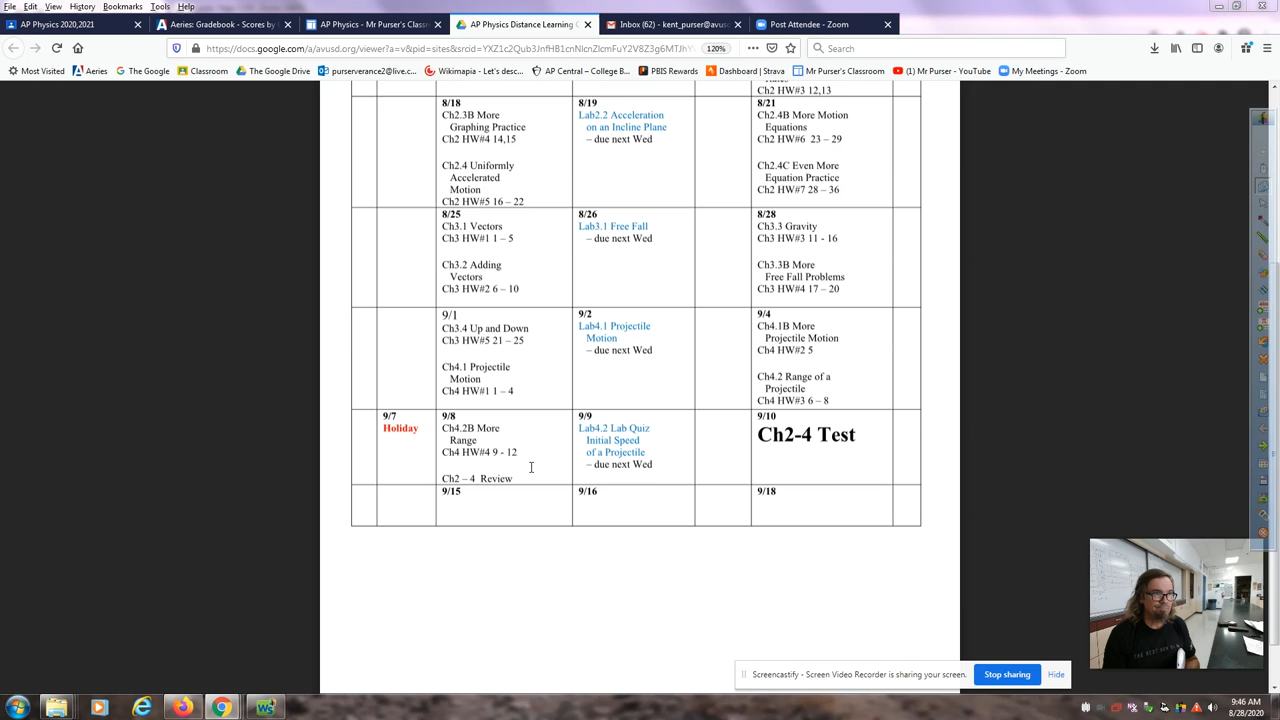 File Edit View History Bookmarks Tools Help
AP Physics 2020,2021
Aeries: Gradebook - Scores by
AP Physics - Mr Purser's Classro
AP Physics Distance Learning C
Inbox (62) - kent_purser@avus
Post Attendee - Zoom
120%
Search
Most Visited
Aeries
The Google
Classroom
The Google Drive
purserverance2@live.c...
Wikimapia - Let's desc...
AP Central – College B...
PBIS Rewards
Dashboard | Strava
Mr Purser's Classroom
(1) Mr Purser - YouTube
My Meetings - Zoom
Ch2 HW#3 12,13
8/18
Ch2.3B More
Graphing Practice
Ch2 HW#4 14,15
Ch2.4 Uniformly
Accelerated
Motion
Ch2 HW#5 16 – 22
8/19
Lab2.2 Acceleration
on an Incline Plane
– due next Wed
8/21
Ch2.4B More Motion
Equations
Ch2 HW#6 23 – 29
Ch2.4C Even More
Equation Practice
Ch2 HW#7 28 – 36
8/25
Ch3.1 Vectors
Ch3 HW#1 1 – 5
Ch3.2 Adding
Vectors
Ch3 HW#2 6 – 10
8/26
Lab3.1 Free Fall
– due next Wed
8/28
Ch3.3 Gravity
Ch3 HW#3 11 - 16
Ch3.3B More
Free Fall Problems
Ch3 HW#4 17 – 20
9/1
Ch3.4 Up and Down
Ch3 HW#5 21 – 25
Ch4.1 Projectile
Motion
Ch4 HW#1 1 – 4
9/2
Lab4.1 Projectile
Motion
– due next Wed
9/4
Ch4.1B More
Projectile Motion
Ch4 HW#2 5
Ch4.2 Range of a
Projectile
Ch4 HW#3 6 – 8
9/7
Holiday
9/8
Ch4.2B More
Range
Ch4 HW#4 9 - 12
Ch2 – 4 Review
9/9
Lab4.2 Lab Quiz
Initial Speed
of a Projectile
– due next Wed
9/10
Ch2-4 Test
9/15
9/16
9/18
Screencastify - Screen Video Recorder is sharing your screen.
Stop sharing
Hide
9:46 AM
8/28/2020